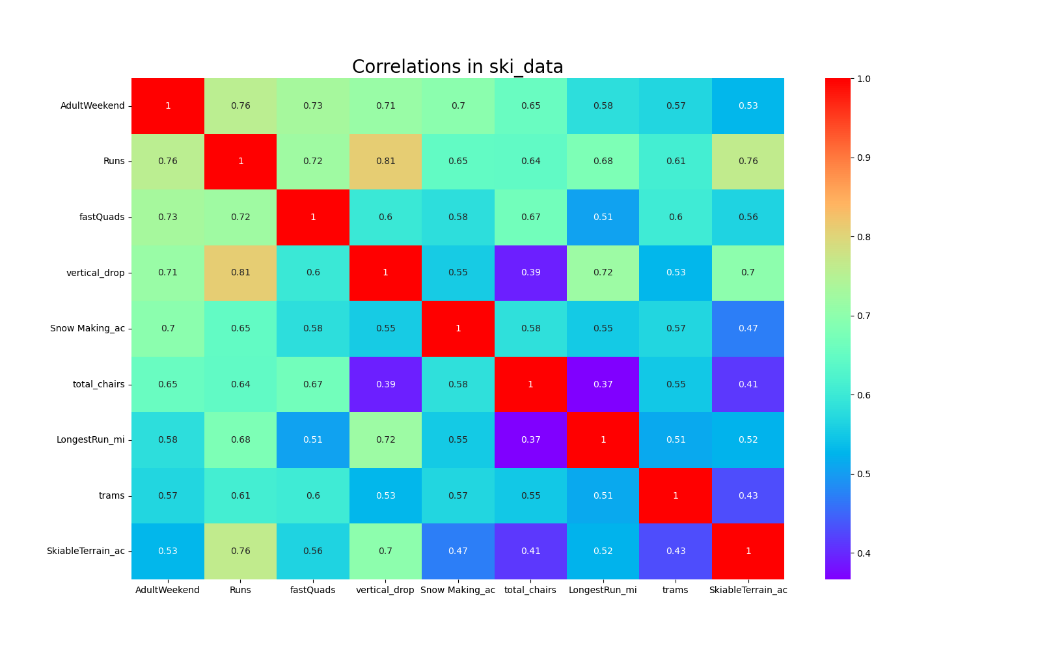 Correlations in ski_data
AdultWeekend 1 0.76 0.73 0.71 0.7 0.65 0.58 0.57 0.53
Runs 0.76 1 0.72 0.81 0.65 0.64 0.68 0.61 0.76
fastQuads 0.73 0.72 1 0.6 0.58 0.67 0.51 0.6 0.56
vertical_drop 0.71 0.81 0.6 1 0.55 0.39 0.72 0.53 0.7
Snow Making_ac 0.7 0.65 0.58 0.55 1 0.58 0.55 0.57 0.47
total_chairs 0.65 0.64 0.67 0.39 0.58 1 0.37 0.55 0.41
LongestRun_mi 0.58 0.68 0.51 0.72 0.55 0.37 1 0.51 0.52
trams 0.57 0.61 0.6 0.53 0.57 0.55 0.51 1 0.43
SkiableTerrain_ac 0.53 0.76 0.56 0.7 0.47 0.41 0.52 0.43 1
AdultWeekend Runs fastQuads vertical_drop Snow Making_ac total_chairs LongestRun_mi trams SkiableTerrain_ac
1.0
0.9
0.8
0.7
0.6
0.5
0.4